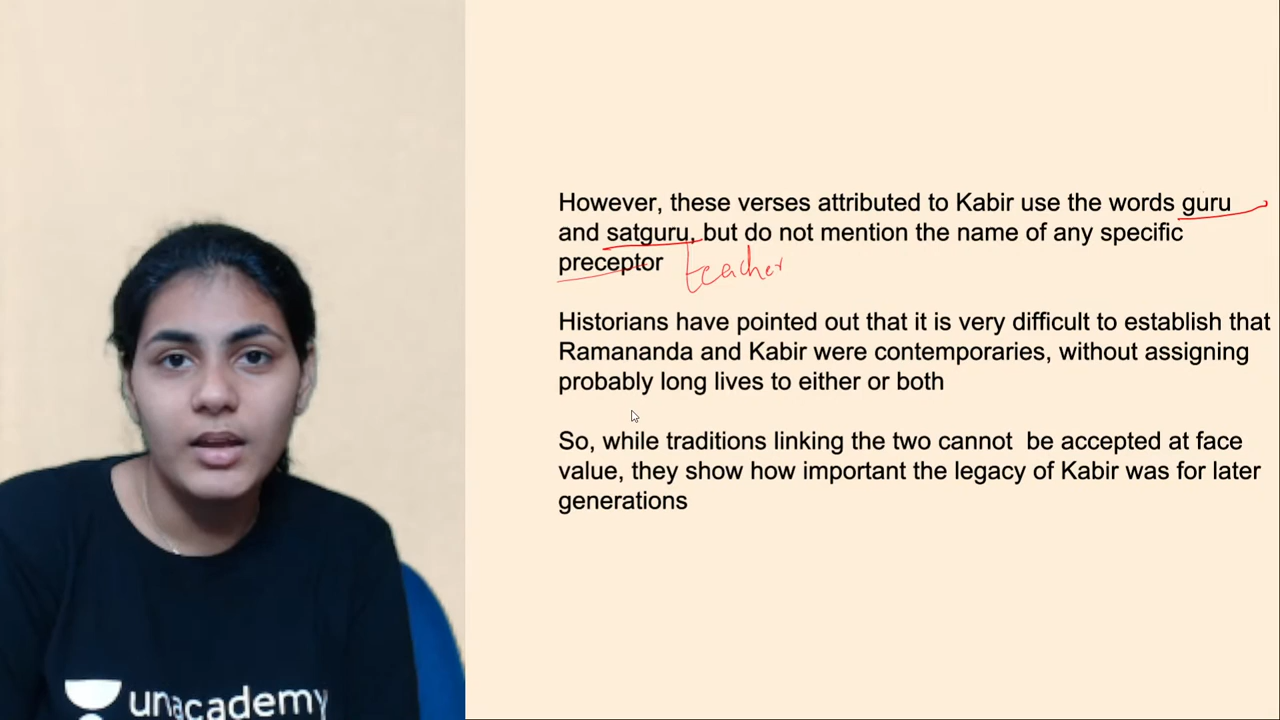 However, these verses attributed to Kabir use the words guru
and satguru, but do not mention the name of any specific
preceptor
teacher
Historians have pointed out that it is very difficult to establish that
Ramananda and Kabir were contemporaries, without assigning
probably long lives to either or both
So, while traditions linking the two cannot be accepted at face
value, they show how important the legacy of Kabir was for later
generations
unacademy